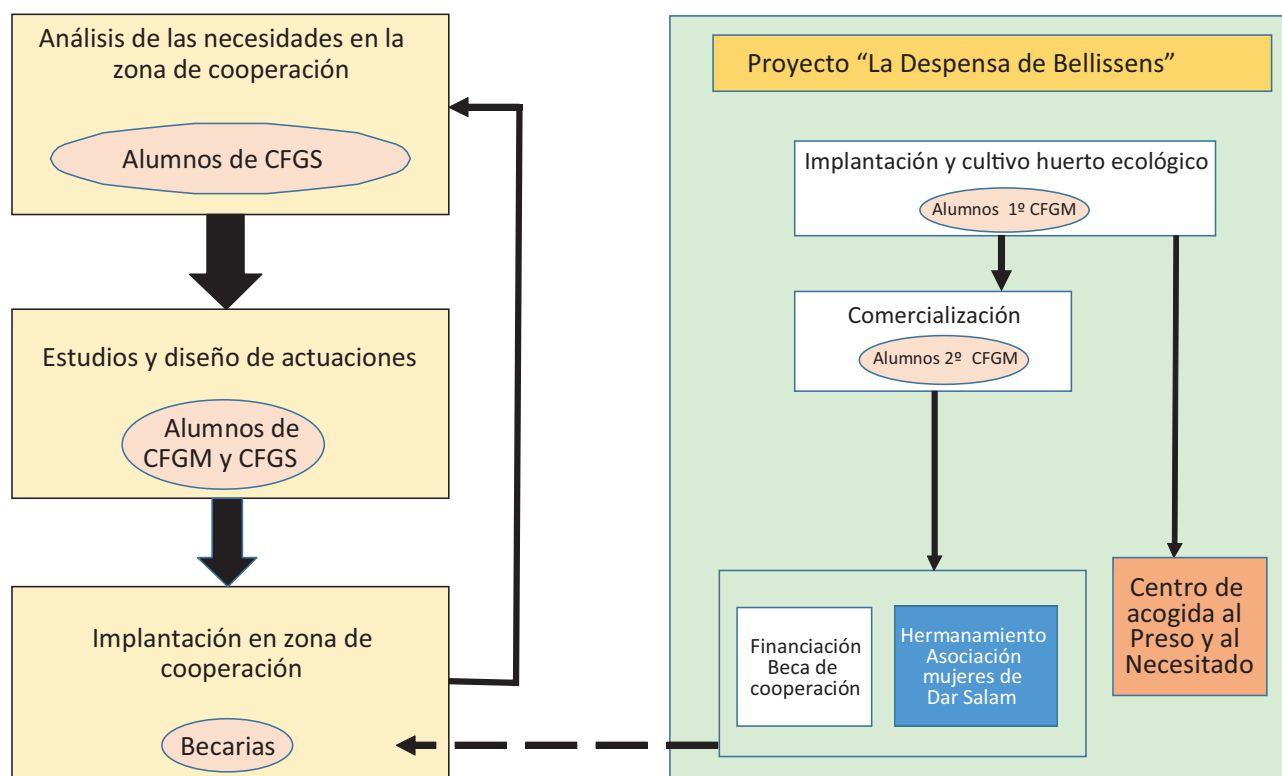 Análisis de las necesidades en la
zona de cooperación
Alumnos de CFGS
Estudios y diseño de actuaciones
Alumnos de
CFGM y CFGS
Implantación en zona de
cooperación
Becarias
Proyecto “La Despensa de Bellissens”
Implantación y cultivo huerto ecológico
Alumnos 1º CFGM
Comercialización
Alumnos 2º CFGM
Financiación
Beca de
cooperación
Hermanamiento
Asociación
mujeres de
Dar Salam
Centro de
acogida al
Preso y al
Necesitado